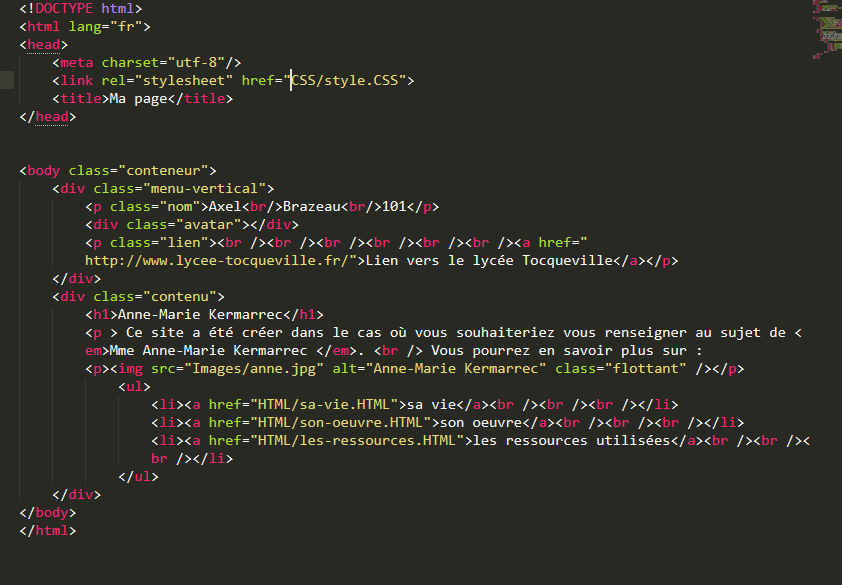 <!DOCTYPE html>
<html lang="fr">
<head>
    <meta charset="utf-8"/>
    <link rel="stylesheet" href="CSS/style.CSS">
    <title>Ma page</title>
</head>
<body class="conteneur">
    <div class="menu-vertical">
        <p class="nom">Axel<br/>Brazeau<br/>101</p>
        <div class="avatar"></div>
        <p class="lien"><br /><br /><br /><br /><br /><br /><a href="
        http://www.lycee-tocqueville.fr/">Lien vers le lycée Tocqueville</a></p>
    </div>
    <div class="contenu">
        <h1>Anne-Marie Kermarrec</h1>
        <p > Ce site a été créer dans le cas où vous souhaiteriez vous renseigner au sujet de <
        em>Mme Anne-Marie Kermarrec </em>. <br /> Vous pourrez en savoir plus sur :
        <p><img src="Images/anne.jpg" alt="Anne-Marie Kermarrec" class="flottant" /></p>
            <ul>
                <li><a href="HTML/sa-vie.HTML">sa vie</a><br /><br /><br /></li>
                <li><a href="HTML/son-oeuvre.HTML">son oeuvre</a><br /><br /><br /></li>
                <li><a href="HTML/les-ressources.HTML">les ressources utilisées</a><br /><br /><
                br /></li>
            </ul>
    </div>
</body>
</html>